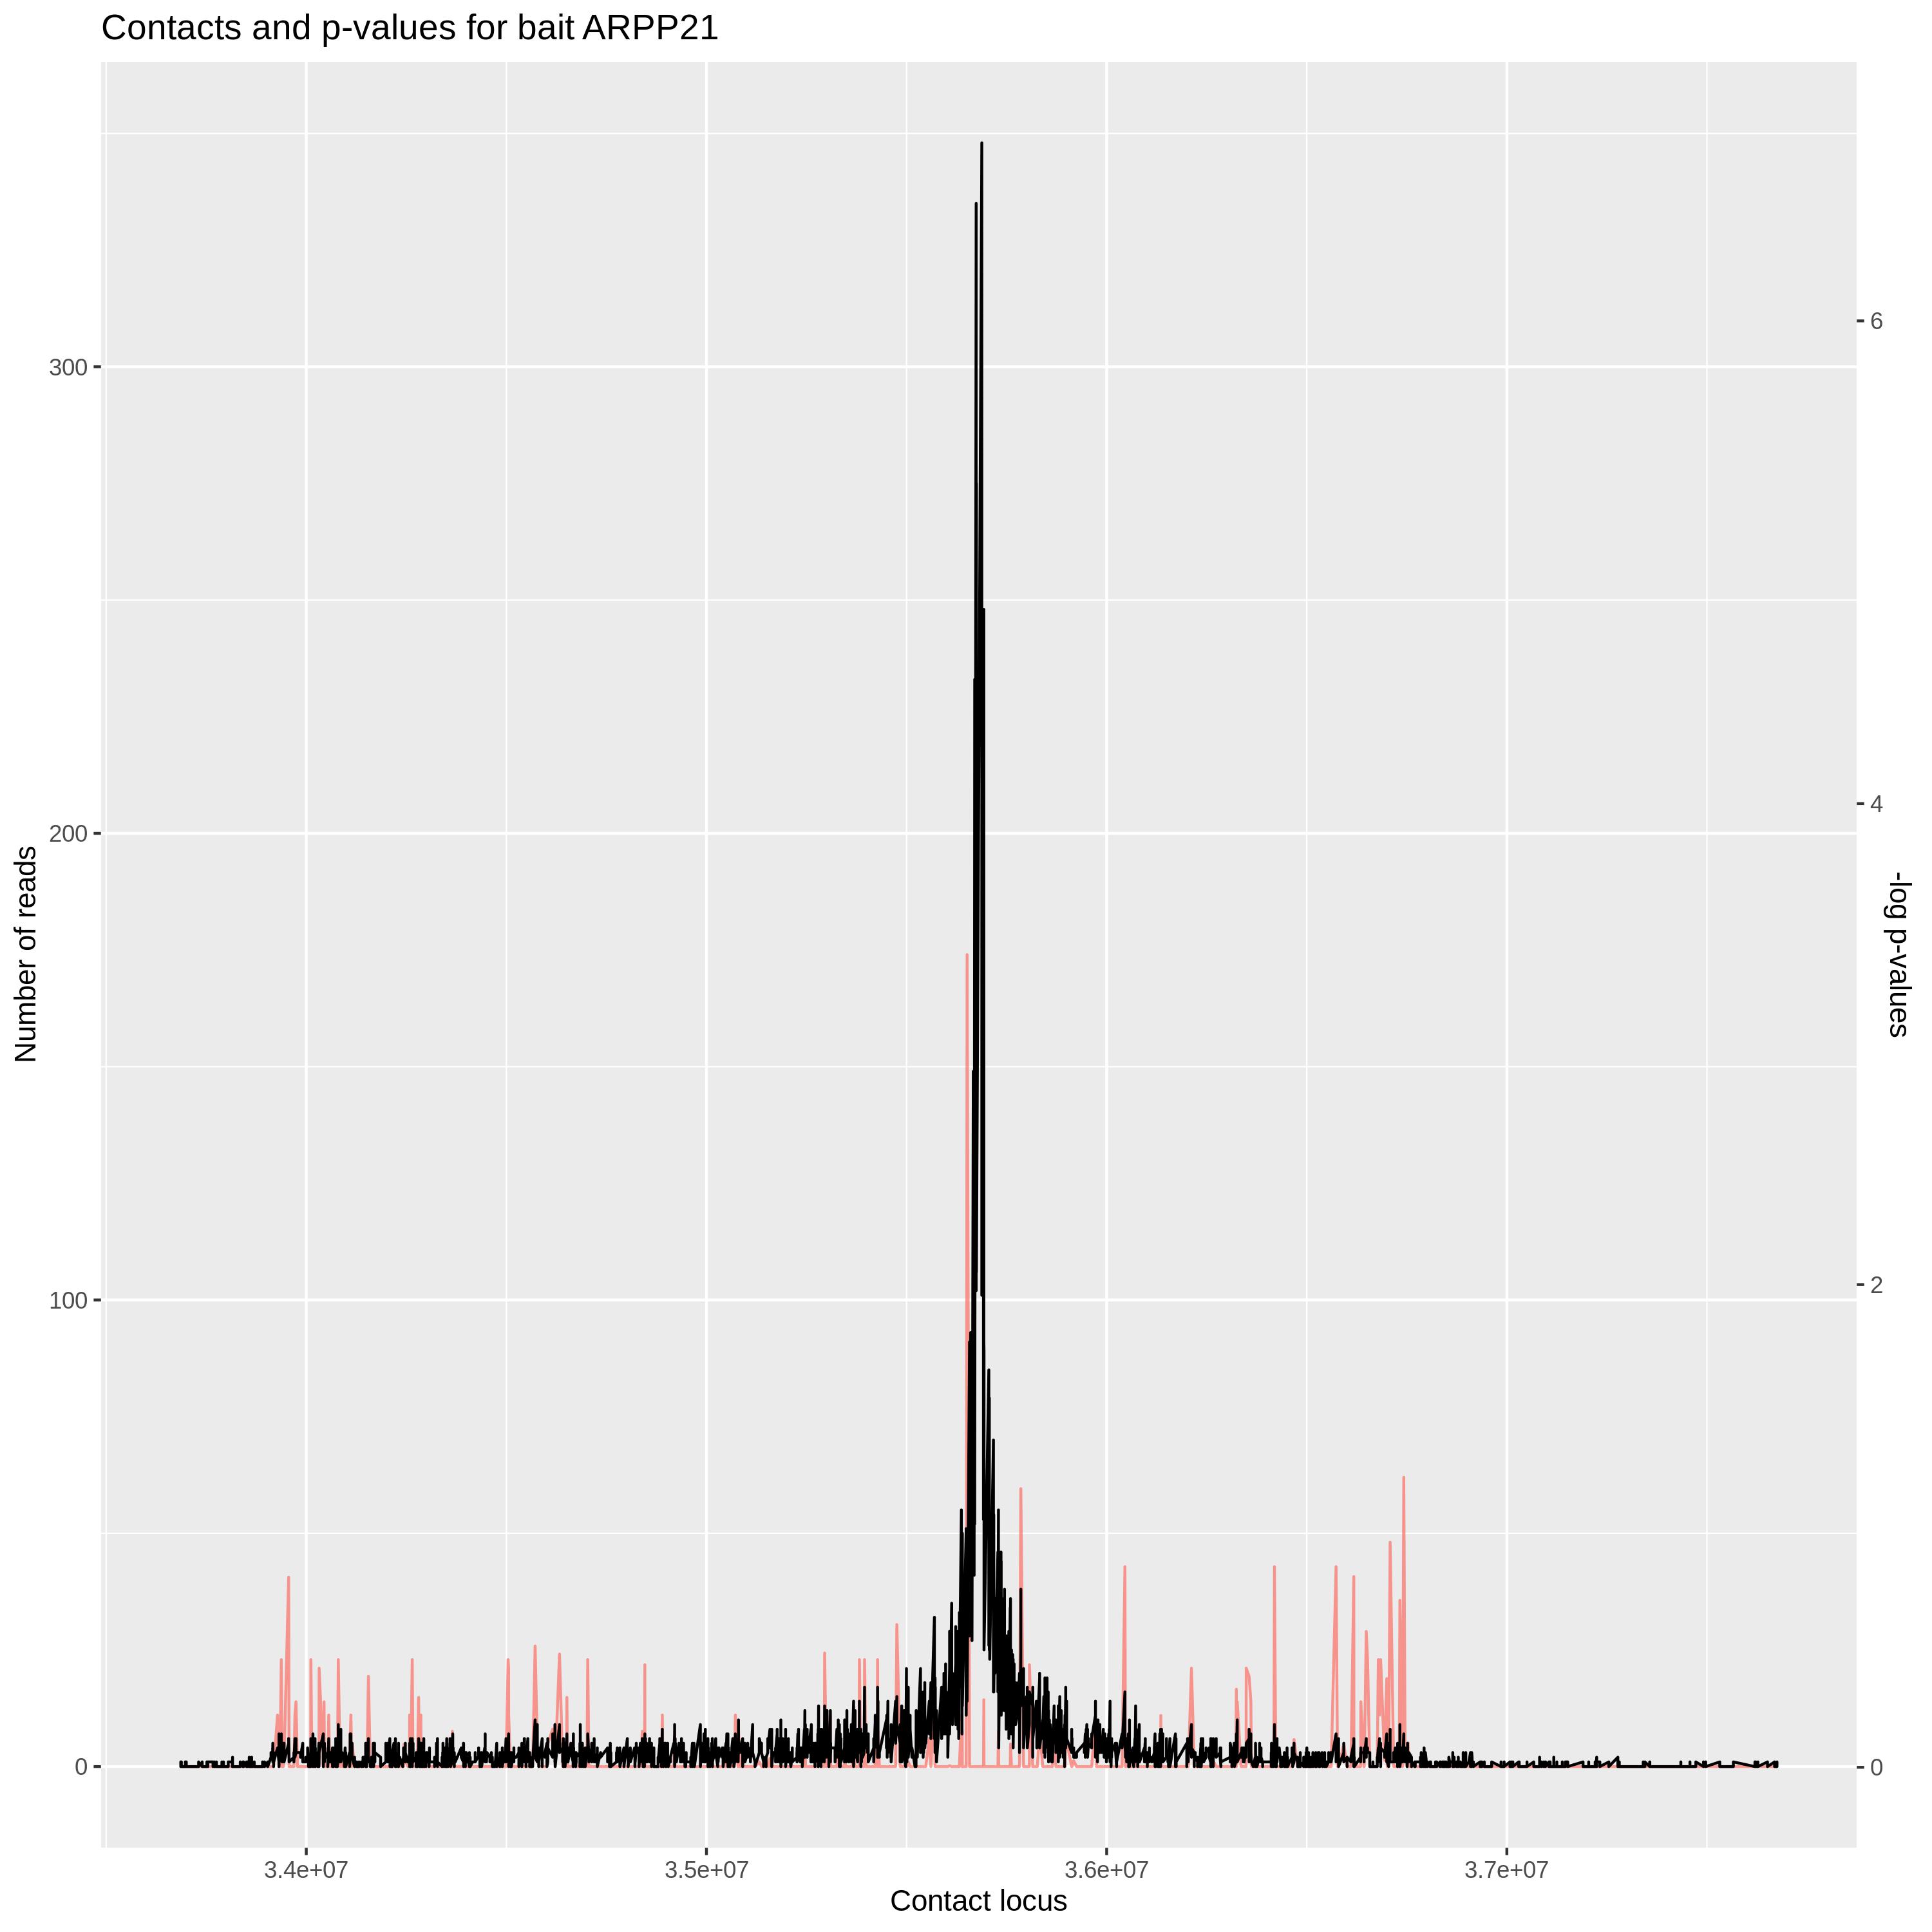 Contacts and p-values for bait ARPP21
300
200
100
0
6
4
2
0
Number of reads
-log p-values
3.4e+07 3.5e+07 3.6e+07 3.7e+07
Contact locus